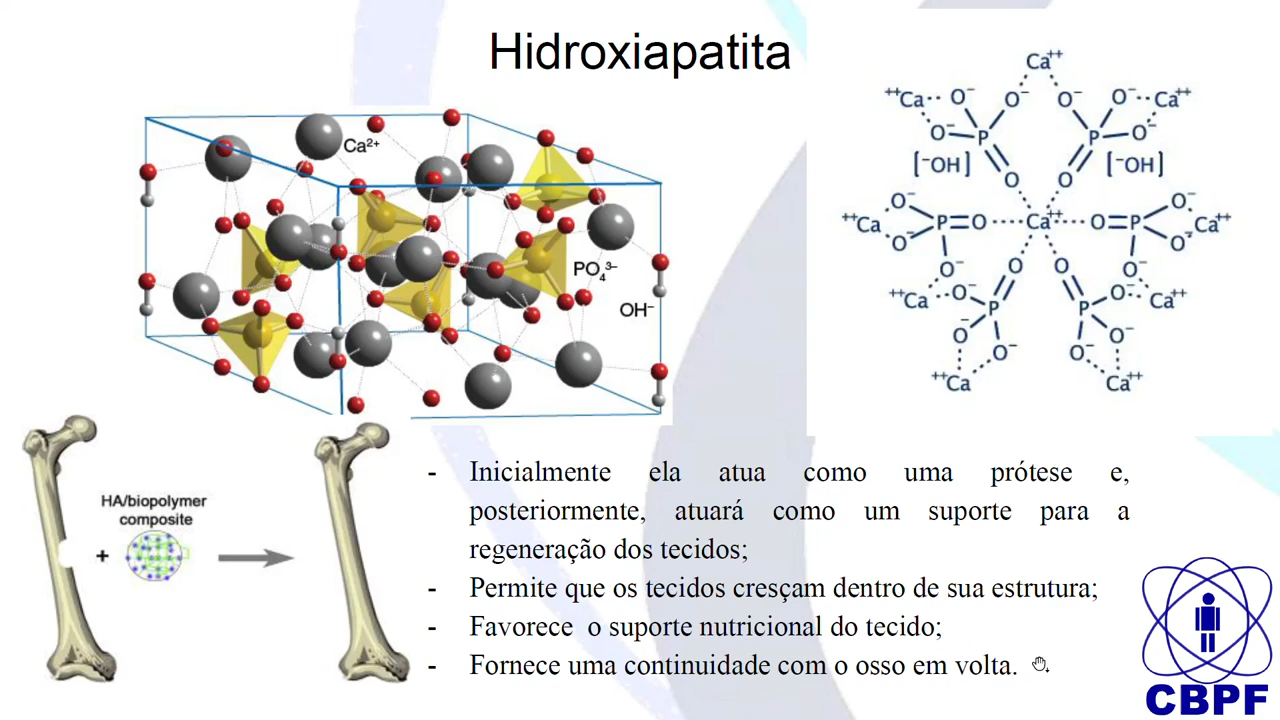 Hidroxiapatita
Ca²⁺
PO₄³⁻
OH⁻
Ca⁺⁺
⁺⁺Ca O⁻ O⁻ O⁻ O⁻ Ca⁺⁺
O⁻ P P O⁻
[⁻OH] [⁻OH]
O O
⁺⁺Ca O⁻ P=O Ca⁺⁺ O=P O⁻ Ca⁺⁺
O⁻ O⁻
O⁻ O O O⁻
⁺⁺Ca O⁻ P P O⁻ Ca⁺⁺
O⁻ O⁻ O⁻ O⁻
⁺⁺Ca Ca⁺⁺
HA/biopolymer
composite
+
- Inicialmente ela atua como uma prótese e,
posteriormente, atuará como um suporte para a
regeneração dos tecidos;
- Permite que os tecidos cresçam dentro de sua estrutura;
- Favorece o suporte nutricional do tecido;
- Fornece uma continuidade com o osso em volta.
CBPF